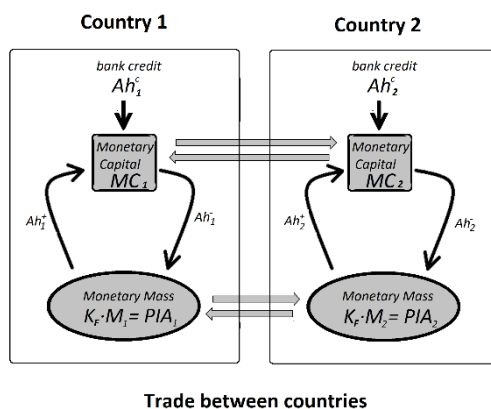 Country 1
bank credit
Ah₁ᶜ
Monetary
Capital
MC₁
Ah₁⁺
Ah₁⁻
Monetary Mass
K_F·M₁= PIA₁
Country 2
bank credit
Ah₂ᶜ
Monetary
Capital
MC₂
Ah₂⁺
Ah₂⁻
Monetary Mass
K_F·M₂= PIA₂
Trade between countries